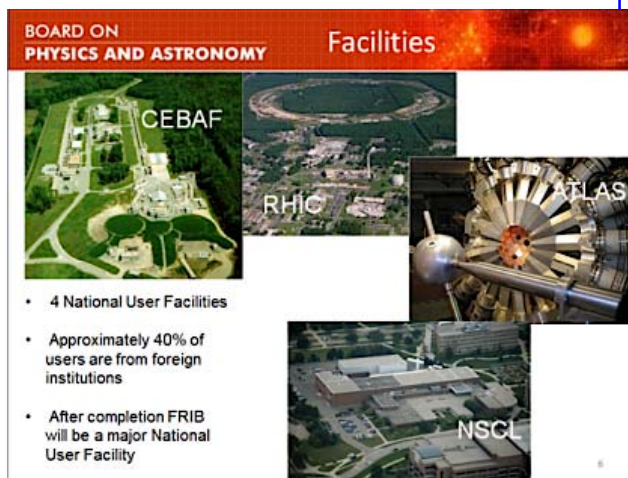 BOARD ON
PHYSICS AND ASTRONOMY
Facilities
CEBAF
RHIC
ATLAS
NSCL
• 4 National User Facilities
• Approximately 40% of
users are from foreign
institutions
• After completion FRIB
will be a major National
User Facility
6